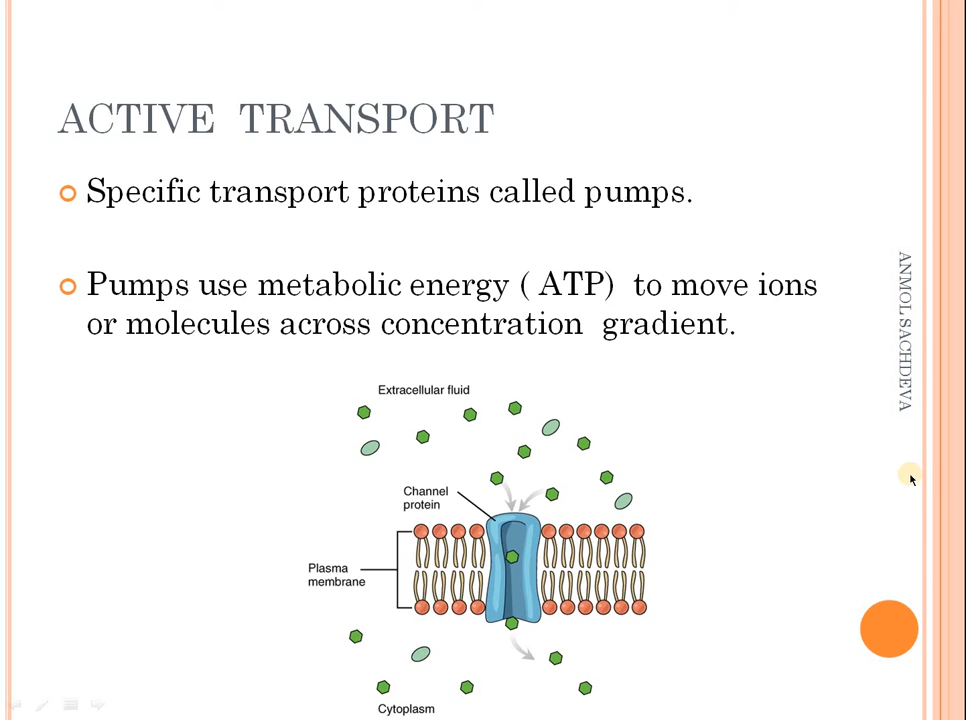 ACTIVE TRANSPORT
Specific transport proteins called pumps.
Pumps use metabolic energy ( ATP) to move ions
or molecules across concentration gradient.
ANMOL SACHDEVA
Extracellular fluid
Channel
protein
Plasma
membrane
Cytoplasm